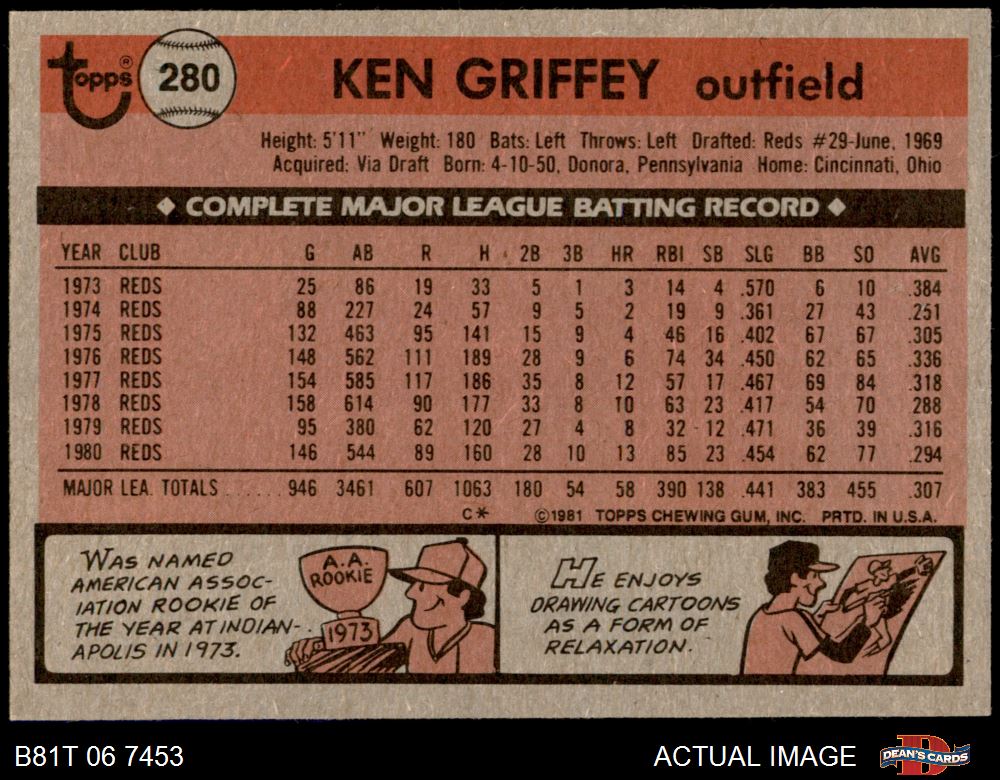 topps®
280
KEN GRIFFEY outfield
Height: 5'11" Weight: 180 Bats: Left Throws: Left Drafted: Reds #29-June, 1969
Acquired: Via Draft Born: 4-10-50, Donora, Pennsylvania Home: Cincinnati, Ohio
◆ COMPLETE MAJOR LEAGUE BATTING RECORD ◆
YEAR CLUB G AB R H 2B 3B HR RBI SB SLG BB SO AVG
1973 REDS 25 86 19 33 5 1 3 14 4 .570 6 10 .384
1974 REDS 88 227 24 57 9 5 2 19 9 .361 27 43 .251
1975 REDS 132 463 95 141 15 9 4 46 16 .402 67 67 .305
1976 REDS 148 562 111 189 28 9 6 74 34 .450 62 65 .336
1977 REDS 154 585 117 186 35 8 12 57 17 .467 69 84 .318
1978 REDS 158 614 90 177 33 8 10 63 23 .417 54 70 288
1979 REDS 95 380 62 120 27 4 8 32 12 .471 36 39 .316
1980 REDS 146 544 89 160 28 10 13 85 23 .454 62 77 .294
MAJOR LEA. TOTALS ...... 946 3461 607 1063 180 54 58 390 138 .441 383 455 .307
C* ©1981 TOPPS CHEWING GUM, INC. PRTD. IN U.S.A.
WAS NAMED
AMERICAN ASSOC-
IATION ROOKIE OF
THE YEAR AT INDIAN-
APOLIS IN 1973.
A.A.
ROOKIE
1973
HE ENJOYS
DRAWING CARTOONS
AS A FORM OF
RELAXATION.
B81T 06 7453
ACTUAL IMAGE
DEAN'S CARDS